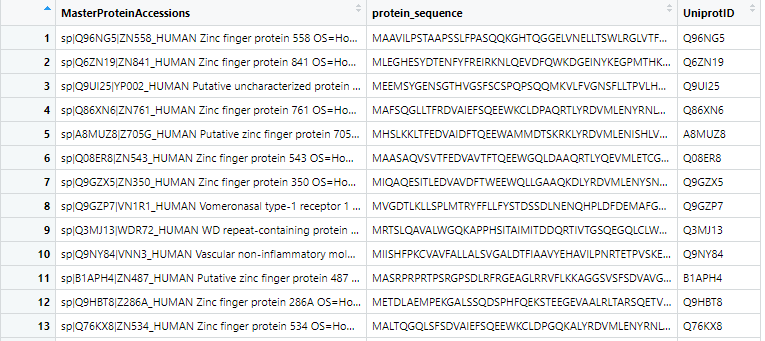 MasterProteinAccessions protein_sequence UniprotID
1 sp|Q96NG5|ZN558_HUMAN Zinc finger protein 558 OS=Ho... MAAVILPSTAAPSSLFPASQQKGHTQGGELVNELLTSWLRGLVTF... Q96NG5
2 sp|Q6ZN19|ZN841_HUMAN Zinc finger protein 841 OS=Ho... MLEGHESYDTENFYFREIRKNLQEVDFQWKDGEINYKEGPMTHK... Q6ZN19
3 sp|Q9UI25|YP002_HUMAN Putative uncharacterized protein ... MEEMSYGENSGTHVGSFSCSPQPSQQMKVLFVGNSFLLTPVLH... Q9UI25
4 sp|Q86XN6|ZN761_HUMAN Zinc finger protein 761 OS=Ho... MAFSQGLLTFRDVAIEFSQEEWKCLDPAQRTLYRDVMLENYRNL... Q86XN6
5 sp|A8MUZ8|Z705G_HUMAN Putative zinc finger protein 705... MHSLKKLTFEDVAIDFTQEEWAMMDTSKRKLYRDVMLENISHLV... A8MUZ8
6 sp|Q08ER8|ZN543_HUMAN Zinc finger protein 543 OS=Ho... MAASAQVSVTFEDVAVTFTQEEWGQLDAAQRTLYQEVMLETCG... Q08ER8
7 sp|Q9GZX5|ZN350_HUMAN Zinc finger protein 350 OS=Ho... MIQAQESITLEDVAVDFTWEEWQLLGAAQKDLYRDVMLENYSN... Q9GZX5
8 sp|Q9GZP7|VN1R1_HUMAN Vomeronasal type-1 receptor 1 ... MVGDTLKLLSPLMTRYFFLLFYSTDSSDLNENQHPLDFDEMAFG... Q9GZP7
9 sp|Q3MJ13|WDR72_HUMAN WD repeat-containing protein ... MRTSLQAVALWGQKAPPHSITAIMITDDQRTIVTGSQEGQLCLW... Q3MJ13
10 sp|Q9NY84|VNN3_HUMAN Vascular non-inflammatory mol... MIISHFPKCVAVFALLALSVGALDTFIAAVYEHAVILPNRTETPVSKE... Q9NY84
11 sp|B1APH4|ZN487_HUMAN Putative zinc finger protein 487 ... MASRPRPRTPSRGPSDLRFRGEAGLRRVFLKKAGGSVSFSDVAVG... B1APH4
12 sp|Q9HBT8|Z286A_HUMAN Zinc finger protein 286A OS=Ho... METDLAEMPEKGALSSQDSPHFQEKSTEEGEVAALRLTARSQETV... Q9HBT8
13 sp|Q76KX8|ZN534_HUMAN Zinc finger protein 534 OS=Ho... MALTQGQLSFSDVAIEFSQEEWKCLDPGQKALYRDVMLENYRNL... Q76KX8